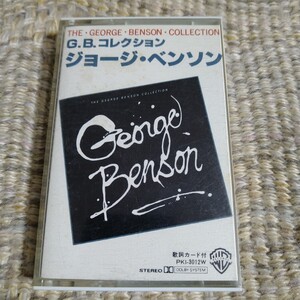 THE・GEORGE・BENSON・COLLECTION
G.B.コレクション
ジョージ・ベンソン
THE GEORGE BENSON COLLECTION
George
Benson
歌詞カード付
PKI-3012W
STEREO DOLBY SYSTEM